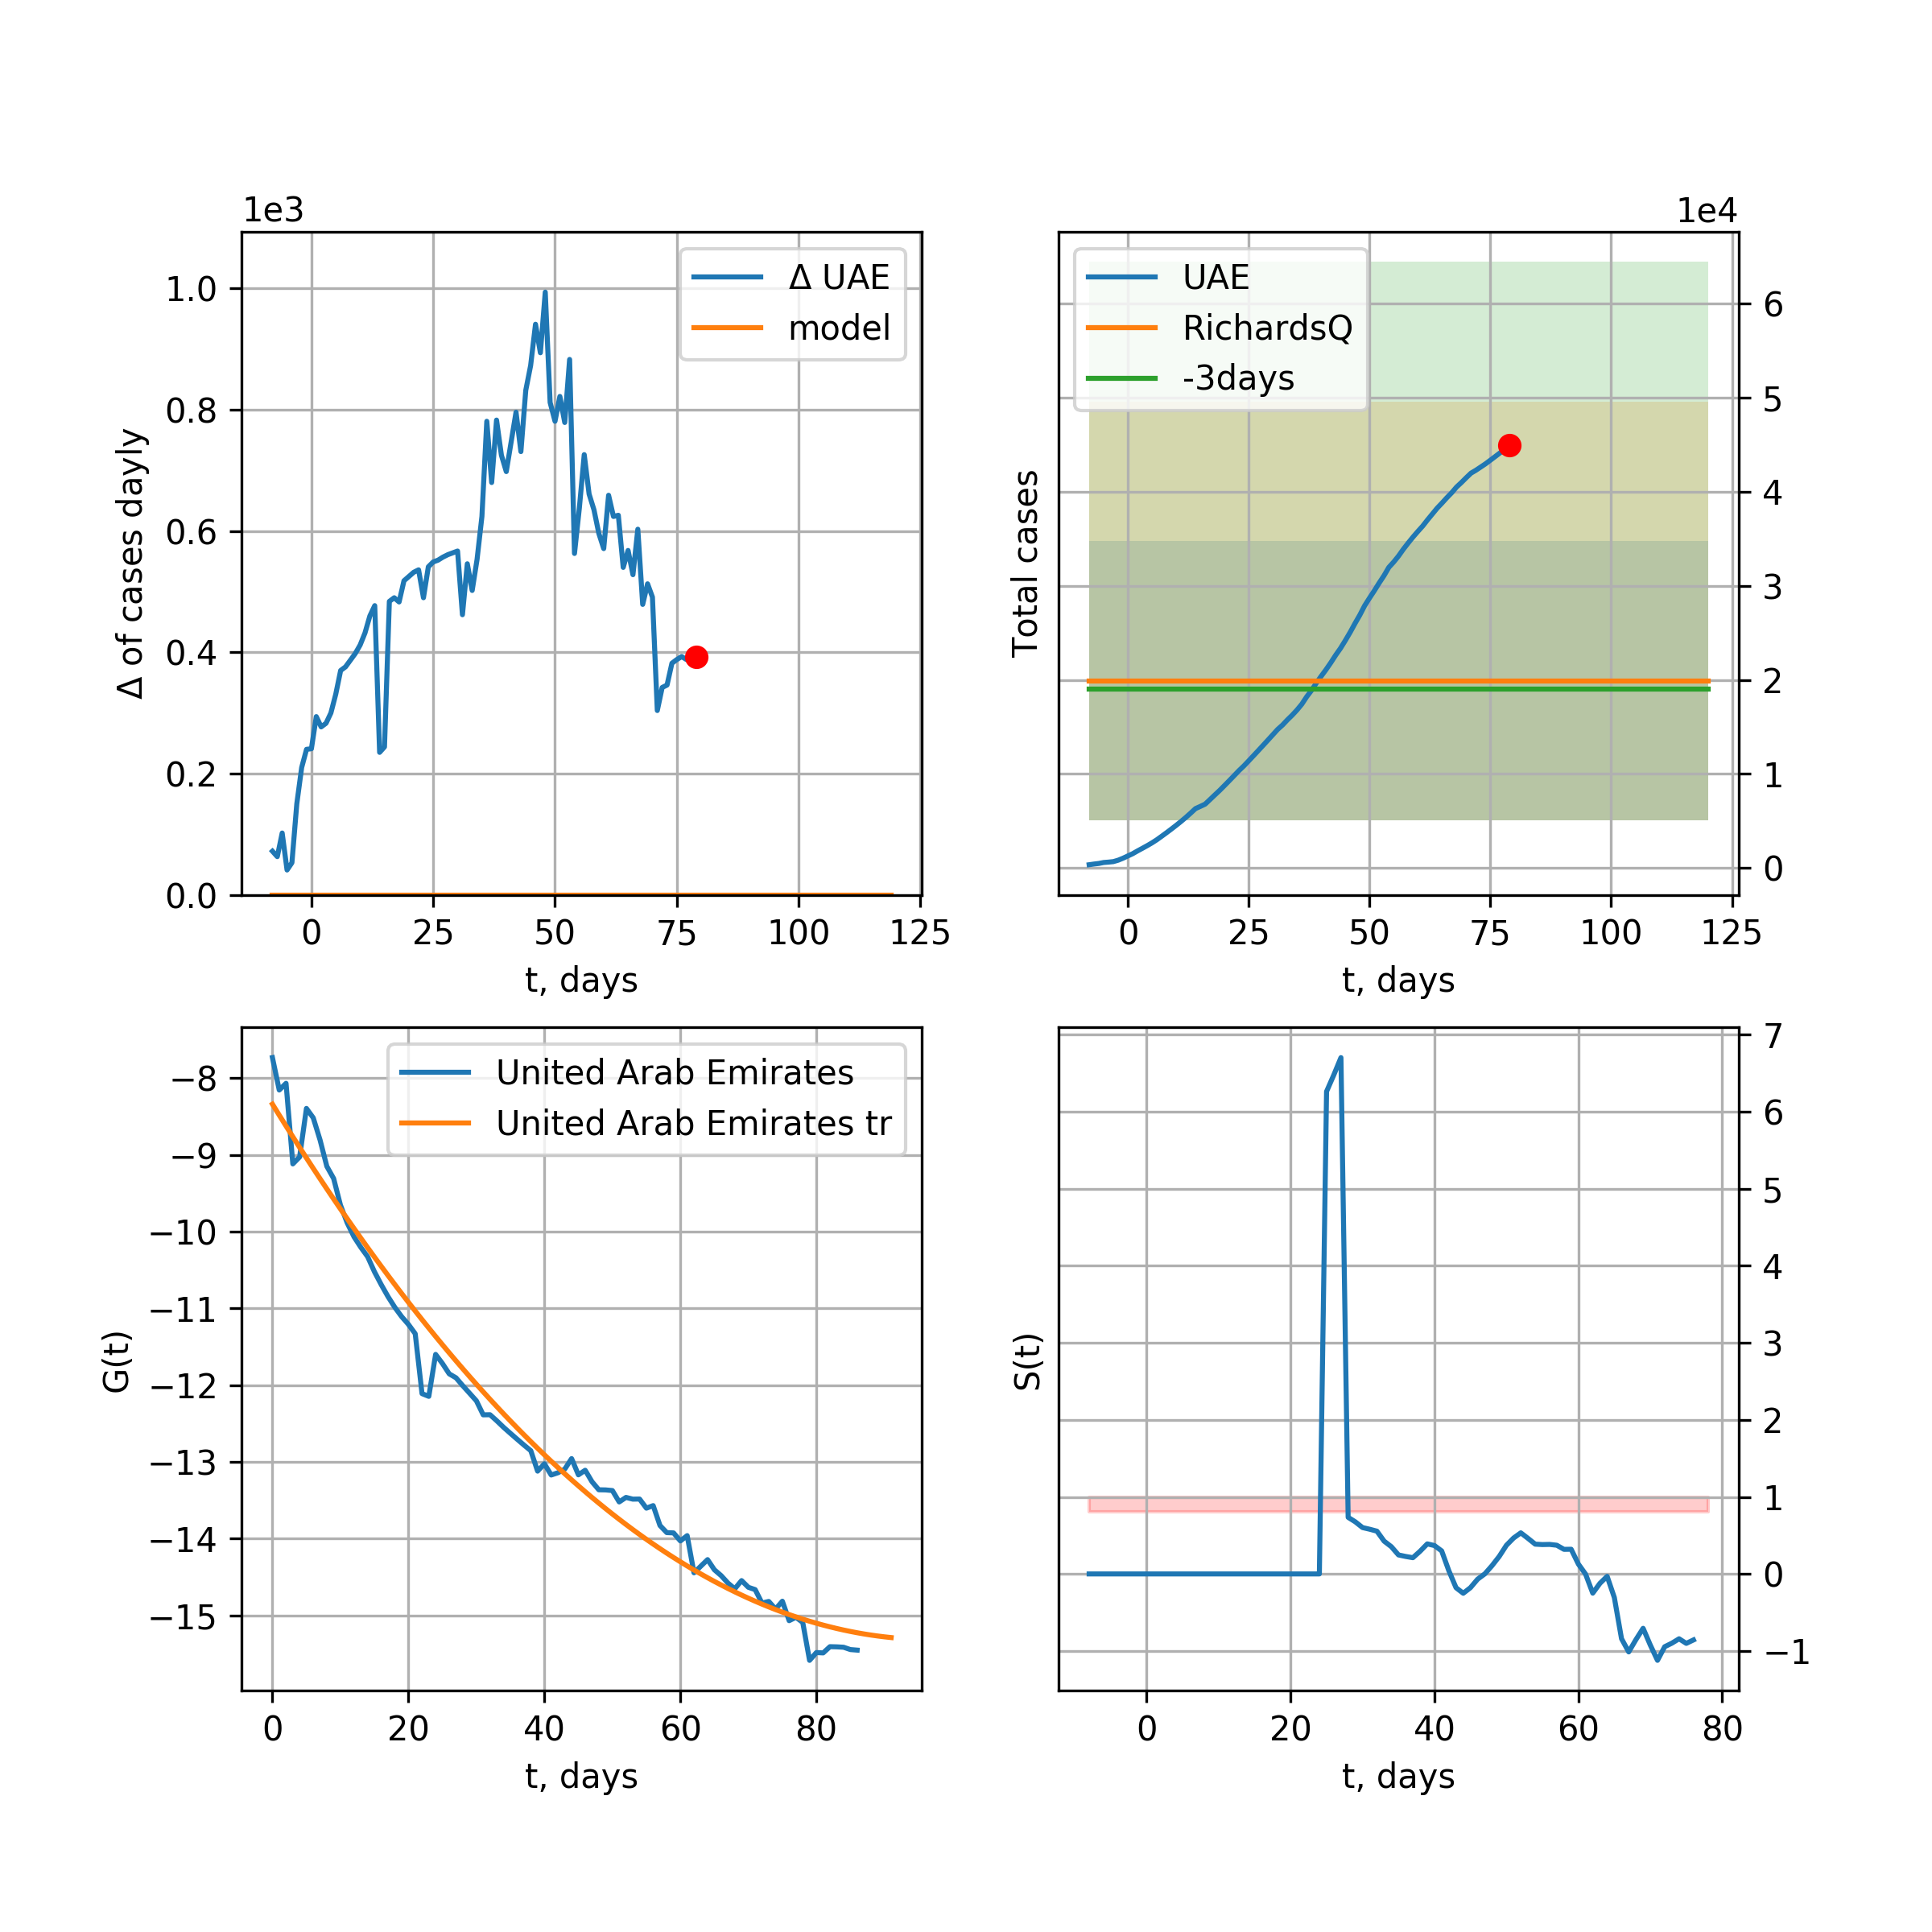 1e3
Δ of cases dayly
1.0
0.8
0.6
0.4
0.2
0.0
Δ UAE
model
0 25 50 75 100 125
t, days
1e4
Total cases
UAE
RichardsQ
-3days
6
5
4
3
2
1
0
0 25 50 75 100 125
t, days
G(t)
−8
−9
−10
−11
−12
−13
−14
−15
United Arab Emirates
United Arab Emirates tr
0 20 40 60 80
t, days
S(t)
7
6
5
4
3
2
1
0
−1
0 20 40 60 80
t, days